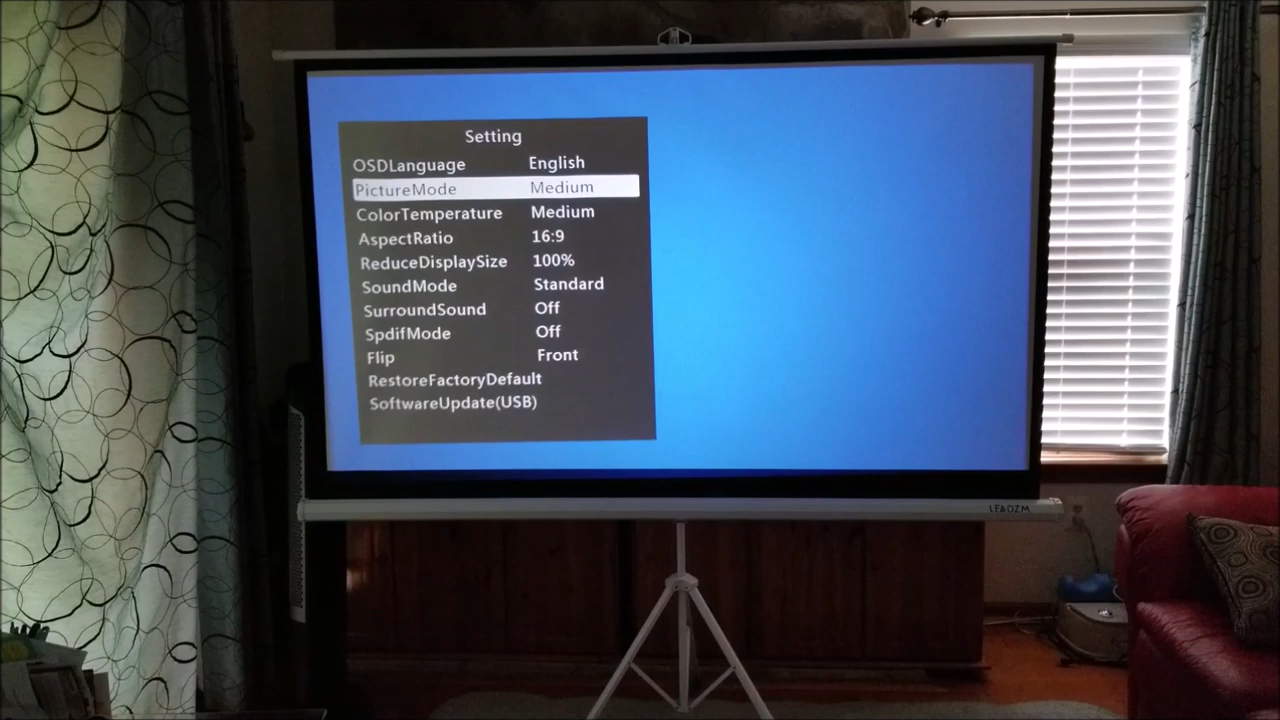 Setting
OSDLanguage English
PictureMode Medium
ColorTemperature Medium
AspectRatio 16:9
ReduceDisplaySize 100%
SoundMode Standard
SurroundSound Off
SpdifMode Off
Flip Front
RestoreFactoryDefault
SoftwareUpdate(USB)
LEADZM